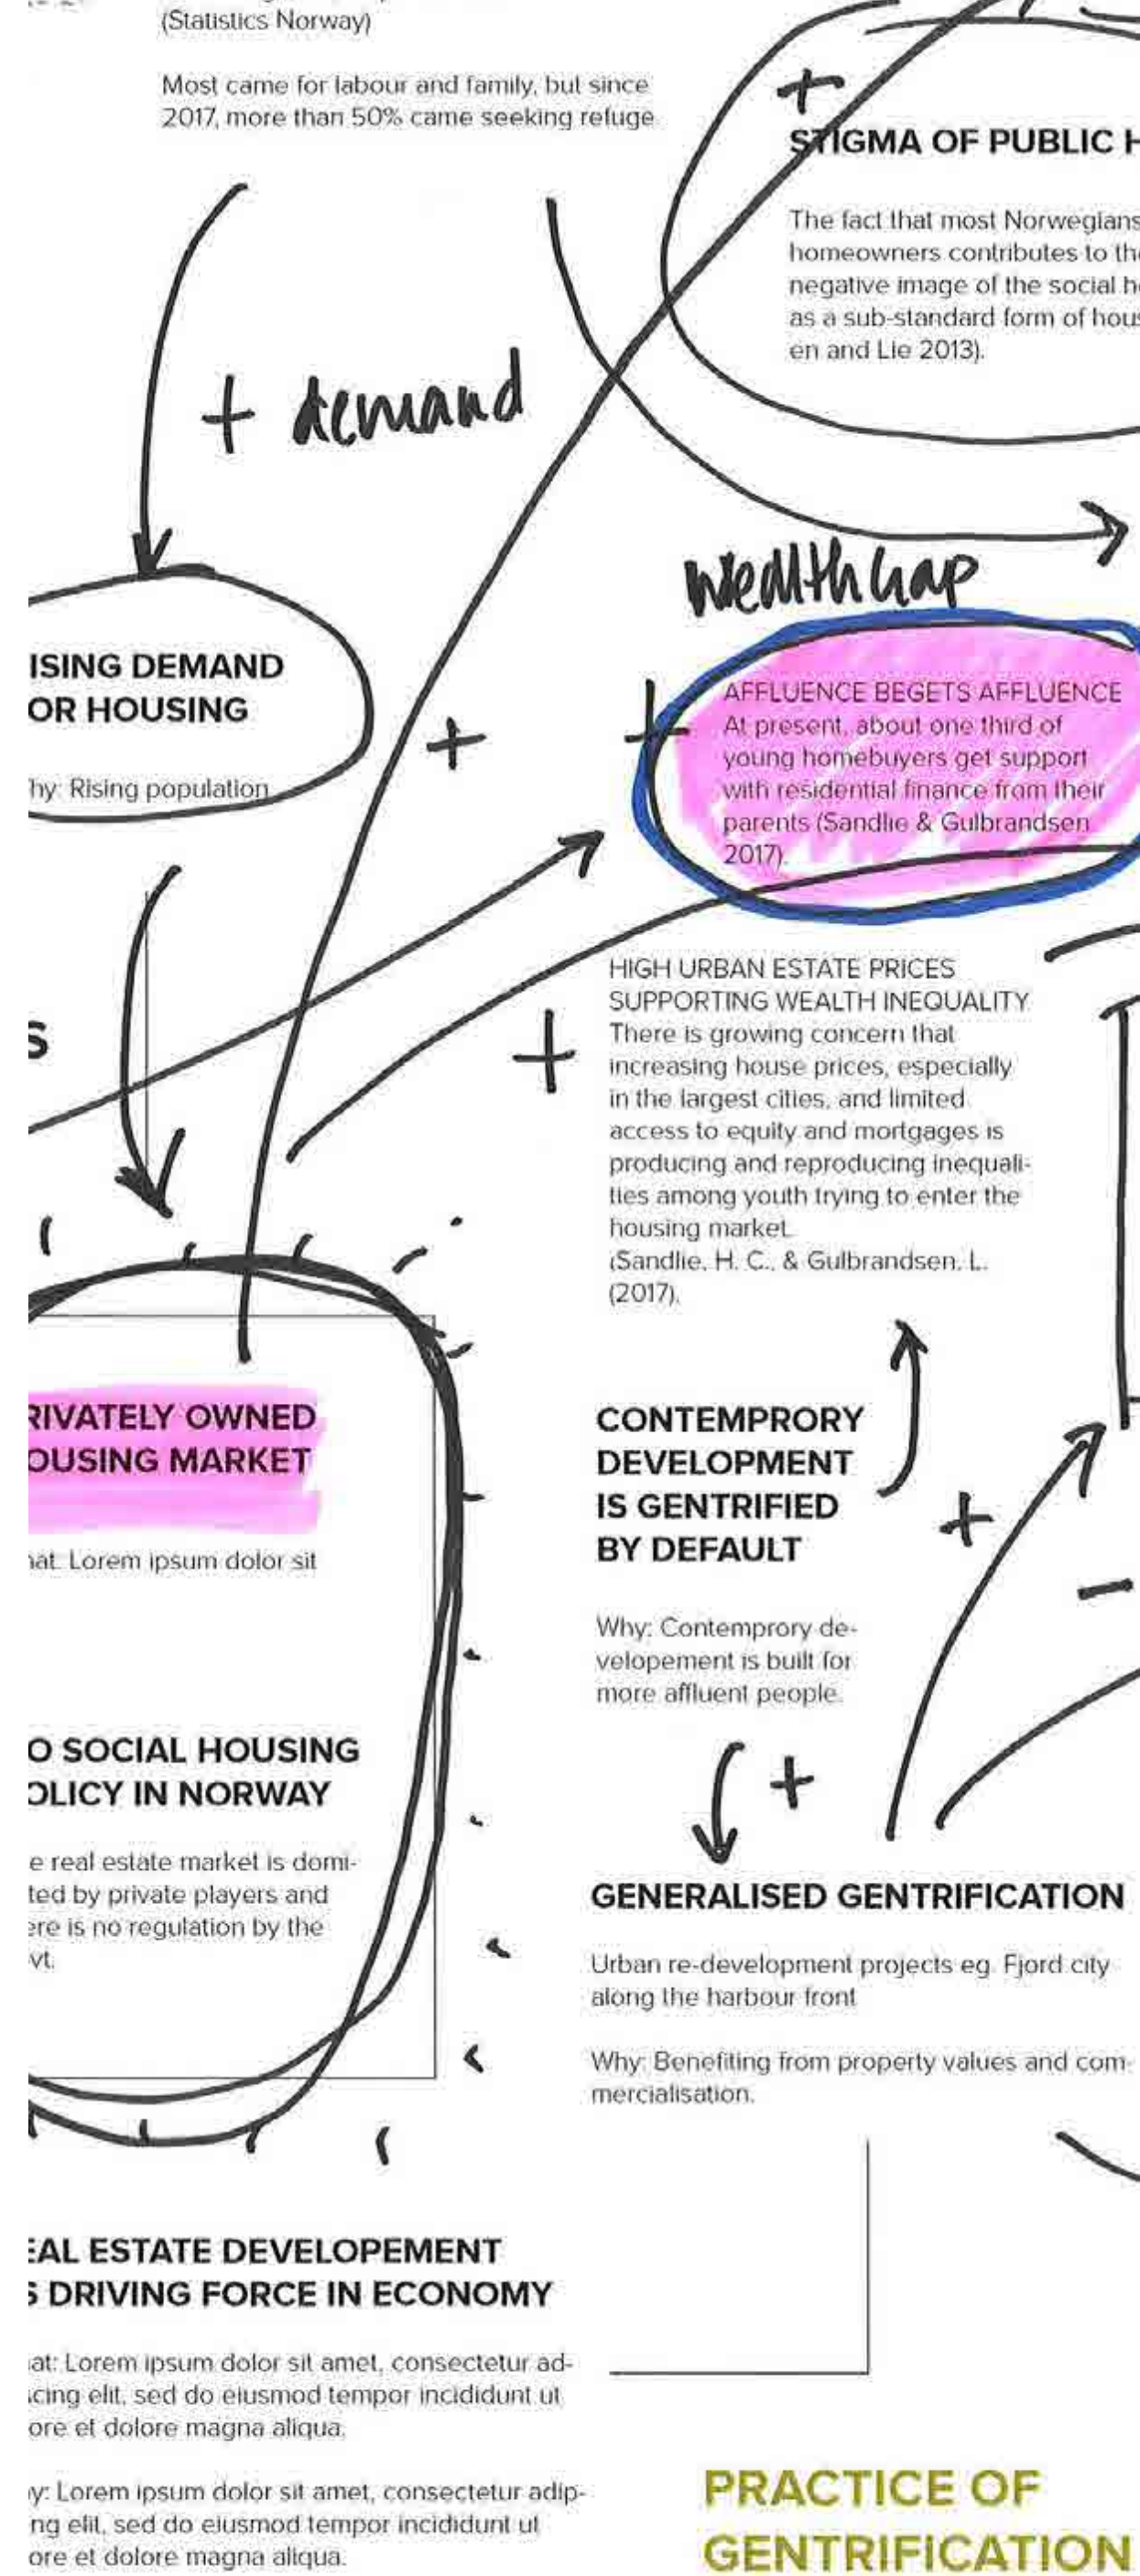 (Statistics Norway)
Most came for labour and family, but since
2017, more than 50% came seeking refuge
+
STIGMA OF PUBLIC H
The fact that most Norwegians
homeowners contributes to the
negative image of the social h
as a sub-standard form of hous
en and Lie 2013).
+ demand
wealth Gap
ISING DEMAND
OR HOUSING
hy: Rising population
+
+
AFFLUENCE BEGETS AFFLUENCE
At present, about one third of
young homebuyers get support
with residential finance from their
parents (Sandlie & Gulbrandsen
2017).
S
+
HIGH URBAN ESTATE PRICES
SUPPORTING WEALTH INEQUALITY
There is growing concern that
increasing house prices, especially
in the largest cities, and limited
access to equity and mortgages is
producing and reproducing inequali-
ties among youth trying to enter the
housing market.
(Sandlie, H. C., & Gulbrandsen, L.
(2017).
RIVATELY OWNED
OUSING MARKET
hat: Lorem ipsum dolor sit
CONTEMPRORY
DEVELOPMENT
IS GENTRIFIED
BY DEFAULT
+
-
Why: Contemprory de-
velopement is built for
more affluent people.
O SOCIAL HOUSING
OLICY IN NORWAY
e real estate market is domi-
ted by private players and
ere is no regulation by the
vt.
+
GENERALISED GENTRIFICATION
Urban re-development projects eg. Fjord city
along the harbour front
Why: Benefiting from property values and com-
mercialisation.
EAL ESTATE DEVELOPEMENT
S DRIVING FORCE IN ECONOMY
at: Lorem ipsum dolor sit amet, consectetur ad-
cing elit, sed do eiusmod tempor incididunt ut
ore et dolore magna aliqua.
y: Lorem ipsum dolor sit amet, consectetur adip-
ng elit, sed do eiusmod tempor incididunt ut
ore et dolore magna aliqua.
PRACTICE OF
GENTRIFICATION